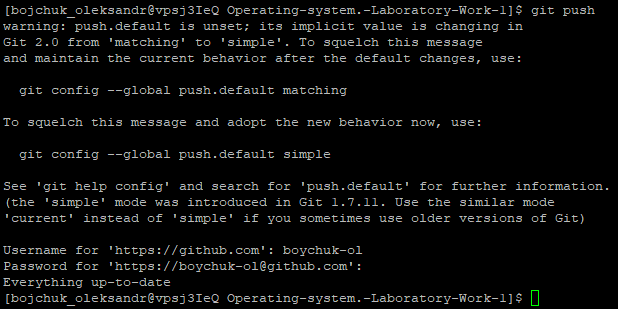 [bojchuk_oleksandr@vpsj3IeQ Operating-system.-Laboratory-Work-1]$ git push
warning: push.default is unset; its implicit value is changing in
Git 2.0 from 'matching' to 'simple'. To squelch this message
and maintain the current behavior after the default changes, use:
git config --global push.default matching
To squelch this message and adopt the new behavior now, use:
git config --global push.default simple
See 'git help config' and search for 'push.default' for further information.
(the 'simple' mode was introduced in Git 1.7.11. Use the similar mode
'current' instead of 'simple' if you sometimes use older versions of Git)
Username for 'https://github.com': boychuk-ol
Password for 'https://boychuk-ol@github.com':
Everything up-to-date
[bojchuk_oleksandr@vpsj3IeQ Operating-system.-Laboratory-Work-1]$